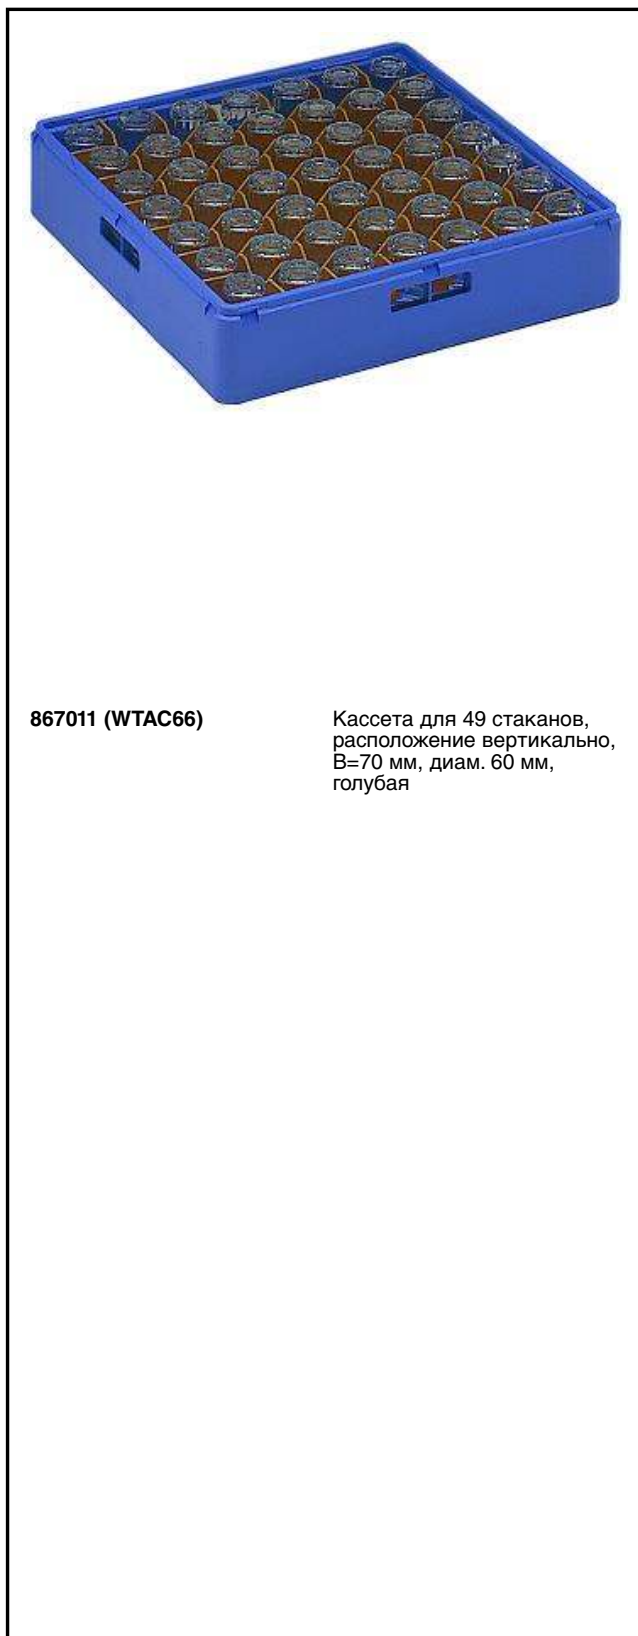 867011 (WTAC66)
Кассета для 49 стаканов,
расположение вертикально,
В=70 мм, диам. 60 мм,
голубая